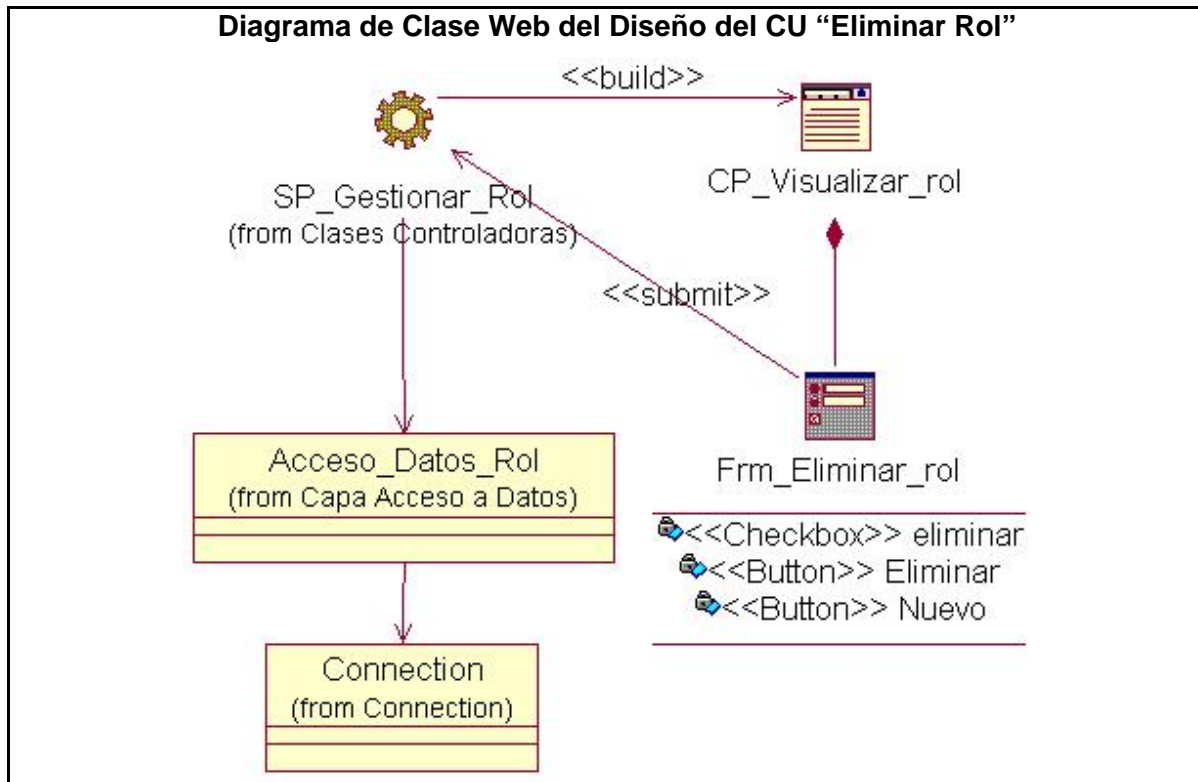 Diagrama de Clase Web del Diseño del CU “Eliminar Rol”
<<build>>
SP_Gestionar_Rol
(from Clases Controladoras)
CP_Visualizar_rol
<<submit>>
Acceso_Datos_Rol
(from Capa Acceso a Datos)
Frm_Eliminar_rol
<<Checkbox>> eliminar
<<Button>> Eliminar
<<Button>> Nuevo
Connection
(from Connection)